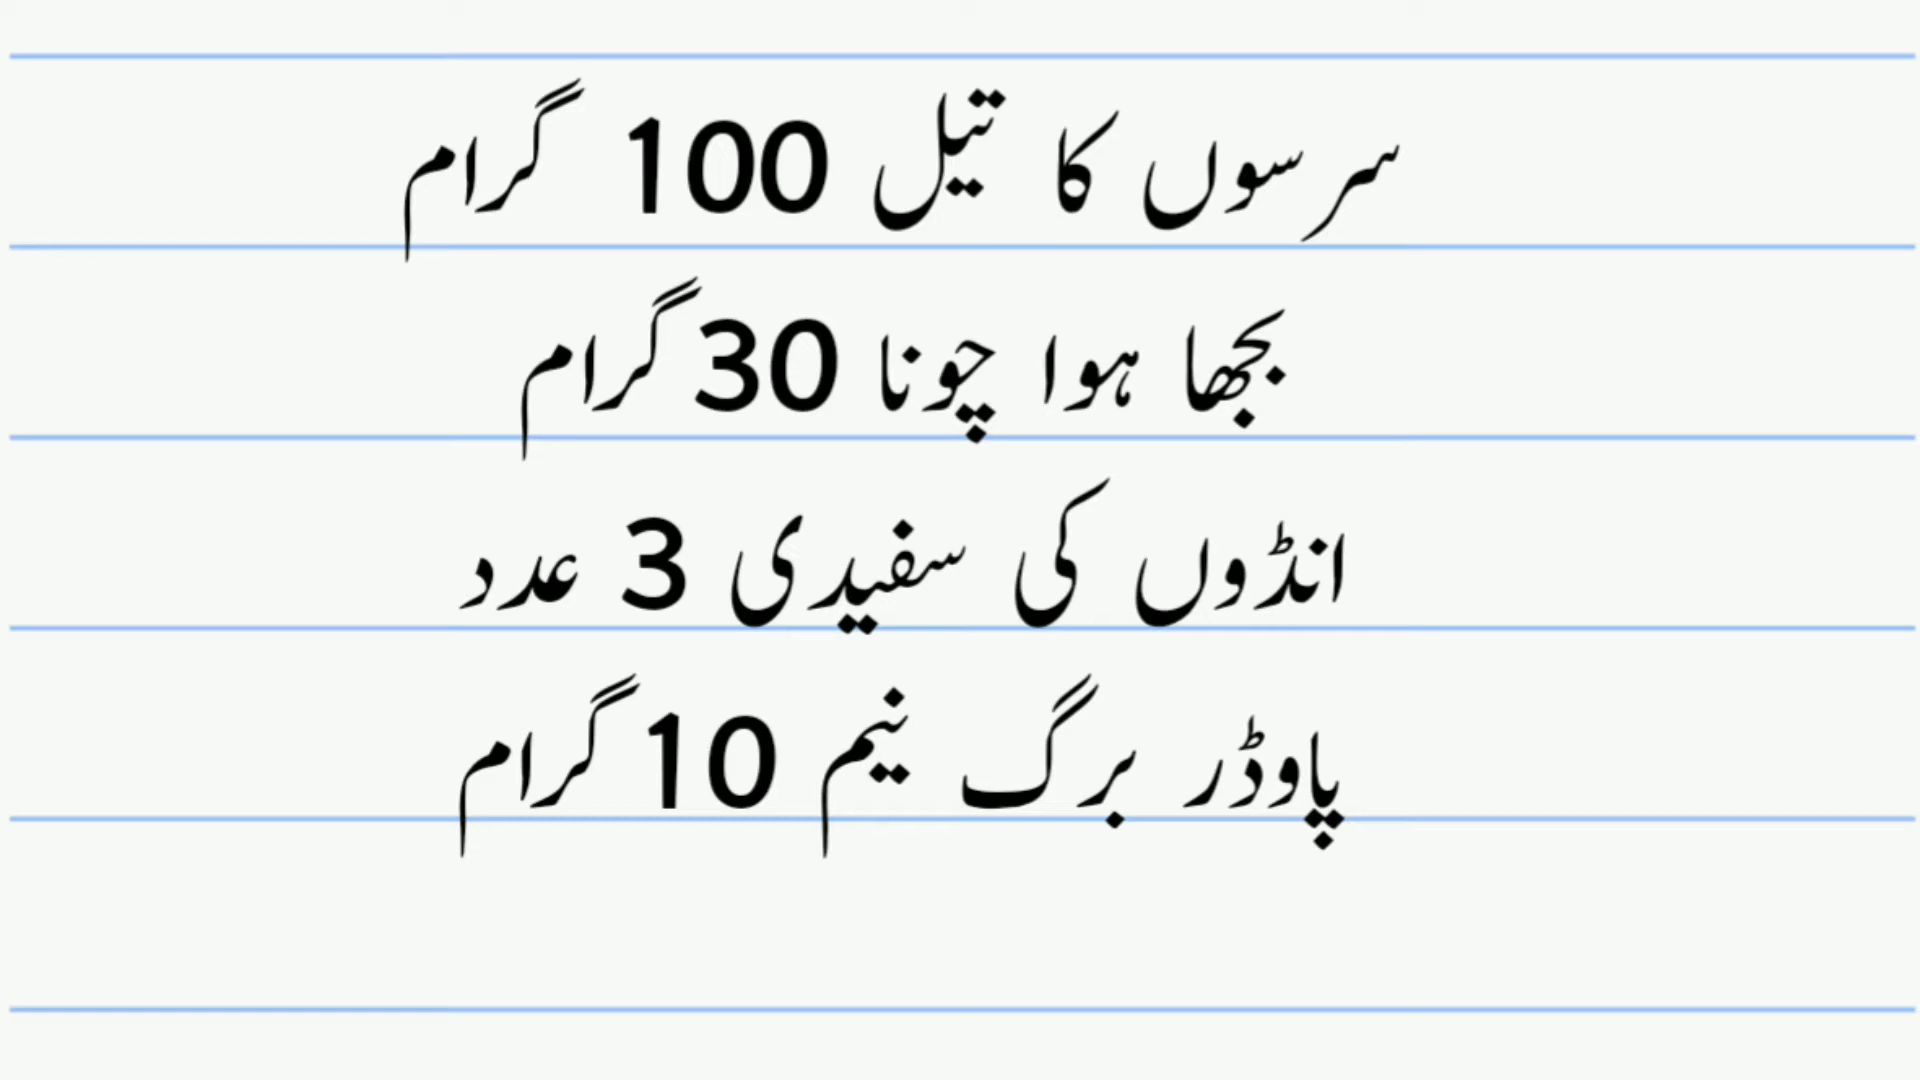 سرسوں کا تیل 100 گرام
بجھا ہوا چونا 30 گرام
انڈوں کی سفیدی 3 عدد
پاوڈر برگ نیم 10 گرام